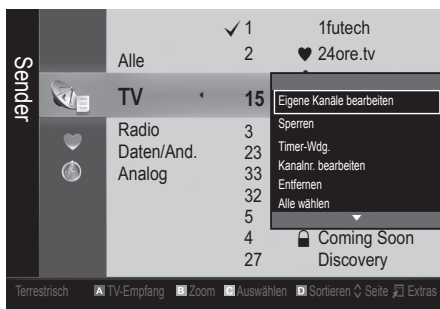 Sender
Alle
TV
Radio
Daten/And.
Analog
1 1futech
2 24ore.tv
15
3
23
33
32
5
4 Coming Soon
27 Discovery
Eigene Kanäle bearbeiten
Sperren
Timer-Wdg.
Kanalnr. bearbeiten
Entfernen
Alle wählen
Terrestrisch A TV-Empfang B Zoom C Auswählen D Sortieren Seite Extras